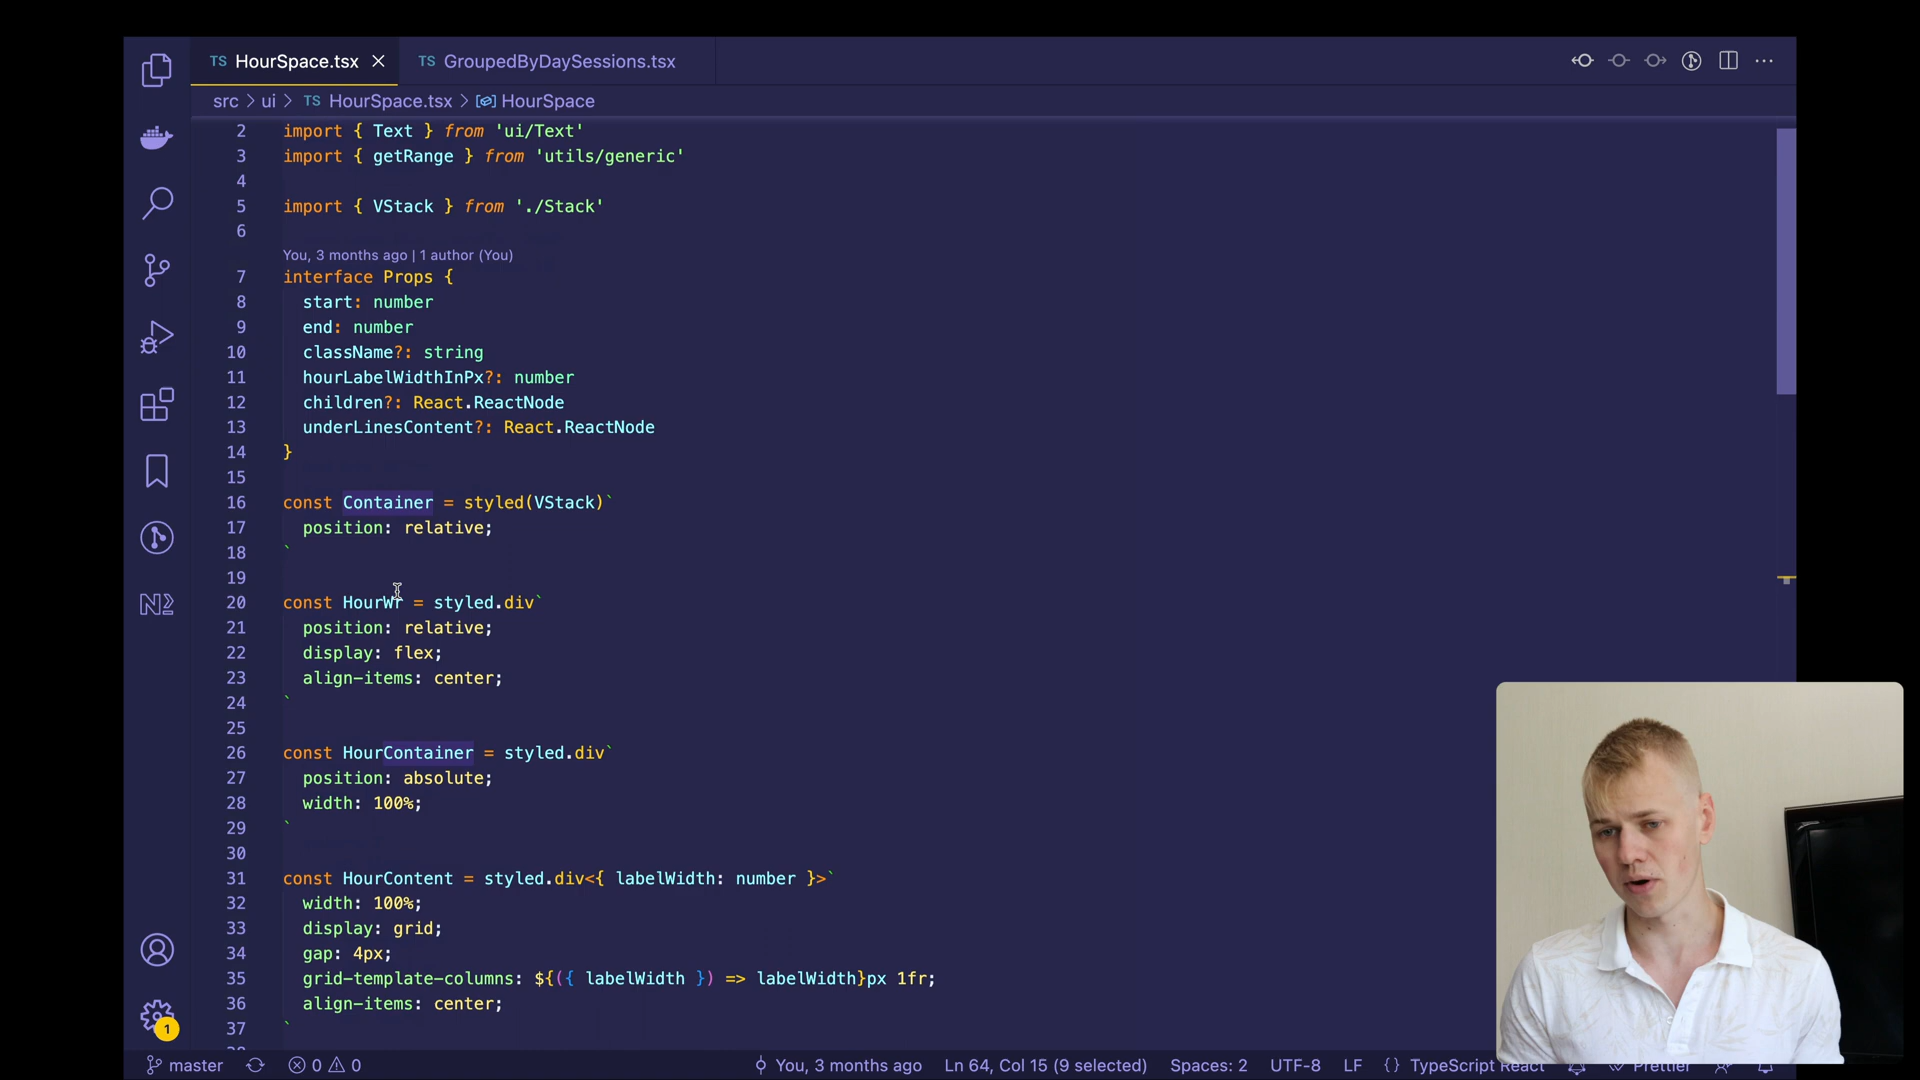 TS HourSpace.tsx
TS GroupedByDaySessions.tsx
src > ui > TS HourSpace.tsx > HourSpace
2 import { Text } from 'ui/Text'
3 import { getRange } from 'utils/generic'
4
5 import { VStack } from './Stack'
6
You, 3 months ago | 1 author (You)
7 interface Props {
8 start: number
9 end: number
10 className?: string
11 hourLabelWidthInPx?: number
12 children?: React.ReactNode
13 underLinesContent?: React.ReactNode
14 }
15
16 const Container = styled(VStack)`
17 position: relative;
18 `
19
20 const HourWr = styled.div`
21 position: relative;
22 display: flex;
23 align-items: center;
24 `
25
26 const HourContainer = styled.div`
27 position: absolute;
28 width: 100%;
29 `
30
31 const HourContent = styled.div<{ labelWidth: number }>`
32 width: 100%;
33 display: grid;
34 gap: 4px;
35 grid-template-columns: ${({ labelWidth }) => labelWidth}px 1fr;
36 align-items: center;
37 `
1
master 0 0 You, 3 months ago Ln 64, Col 15 (9 selected) Spaces: 2 UTF-8 LF {} TypeScript React Prettier